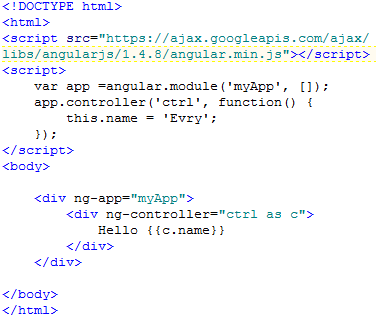 <!DOCTYPE html>
<html>
<script src="https://ajax.googleapis.com/ajax/
libs/angularjs/1.4.8/angular.min.js"></script>
<script>
    var app =angular.module('myApp', []);
    app.controller('ctrl', function() {
        this.name = 'Evry';
    });
</script>
<body>
    <div ng-app="myApp">
        <div ng-controller="ctrl as c">
            Hello {{c.name}}
        </div>
    </div>
</body>
</html>